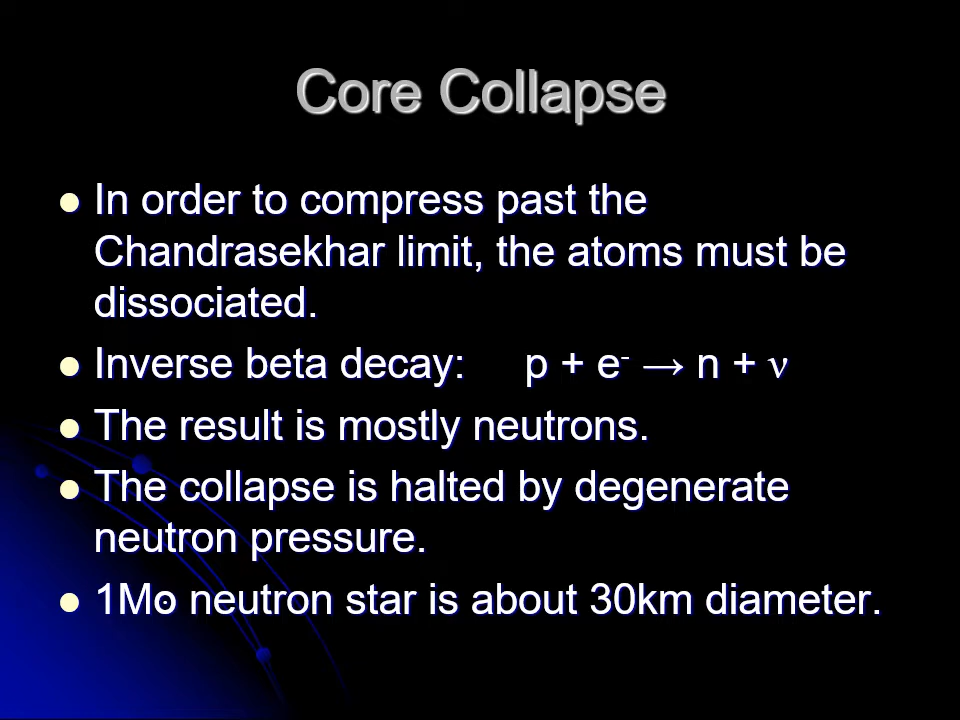 Core Collapse
● In order to compress past the
Chandrasekhar limit, the atoms must be
dissociated.
● Inverse beta decay: p + e⁻ → n + ν
● The result is mostly neutrons.
● The collapse is halted by degenerate
neutron pressure.
● 1Mʘ neutron star is about 30km diameter.